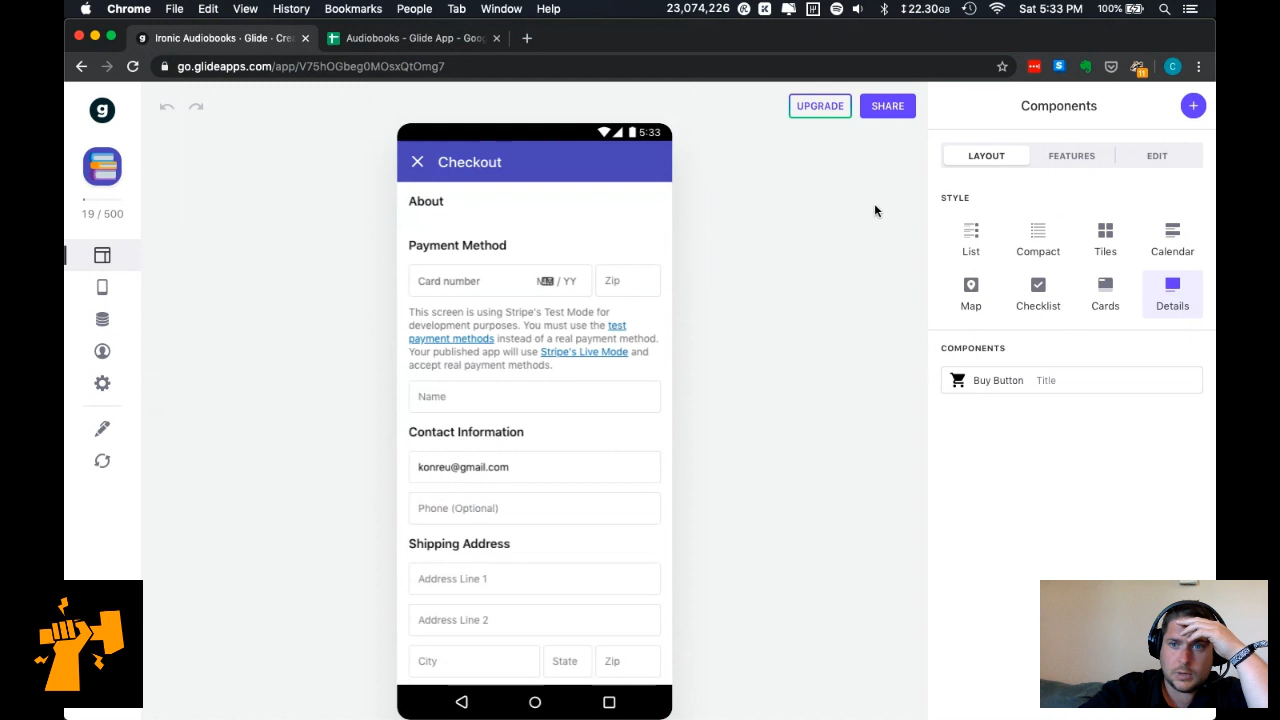 Chrome File Edit View History Bookmarks People Tab Window Help 23,074,226 22.30GB Sat 5:33 PM 100%
Ironic Audiobooks · Glide · Cre
Audiobooks - Glide App - Goo
go.glideapps.com/app/V75hOGbeg0MOsxQtOmg7
11
C
g
UPGRADE
SHARE
Components
5:33
Checkout
LAYOUT
FEATURES
EDIT
19 / 500
About
STYLE
List
Compact
Tiles
Calendar
Map
Checklist
Cards
Details
Payment Method
Card number
/ YY
Zip
This screen is using Stripe's Test Mode for
development purposes. You must use the test
payment methods instead of a real payment method.
Your published app will use Stripe's Live Mode and
accept real payment methods.
COMPONENTS
Buy Button Title
Name
Contact Information
konreu@gmail.com
Phone (Optional)
Shipping Address
Address Line 1
Address Line 2
City
State
Zip